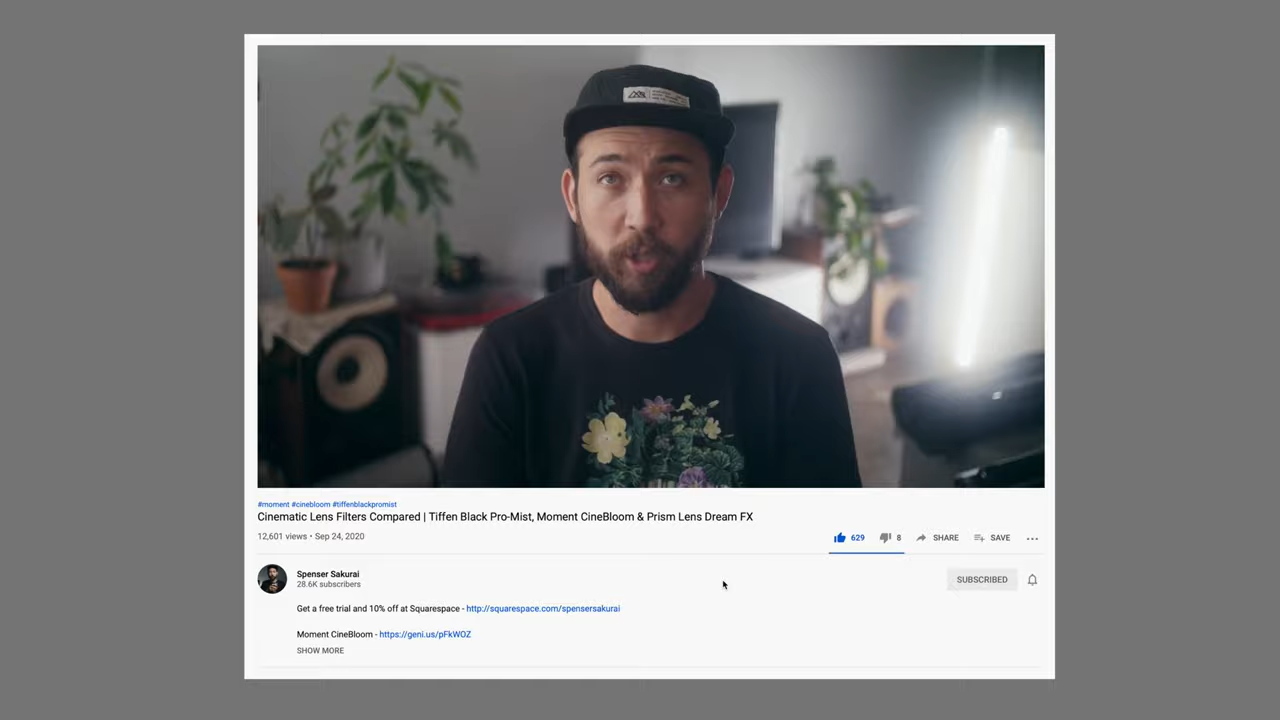 #moment #cinebloom #tiffenblackpromist
Cinematic Lens Filters Compared | Tiffen Black Pro-Mist, Moment CineBloom & Prism Lens Dream FX
12,601 views • Sep 24, 2020
629 8 SHARE SAVE
Spenser Sakurai
28.6K subscribers
SUBSCRIBED
Get a free trial and 10% off at Squarespace - http://squarespace.com/spensersakurai
Moment CineBloom - https://geni.us/pFkWOZ
SHOW MORE